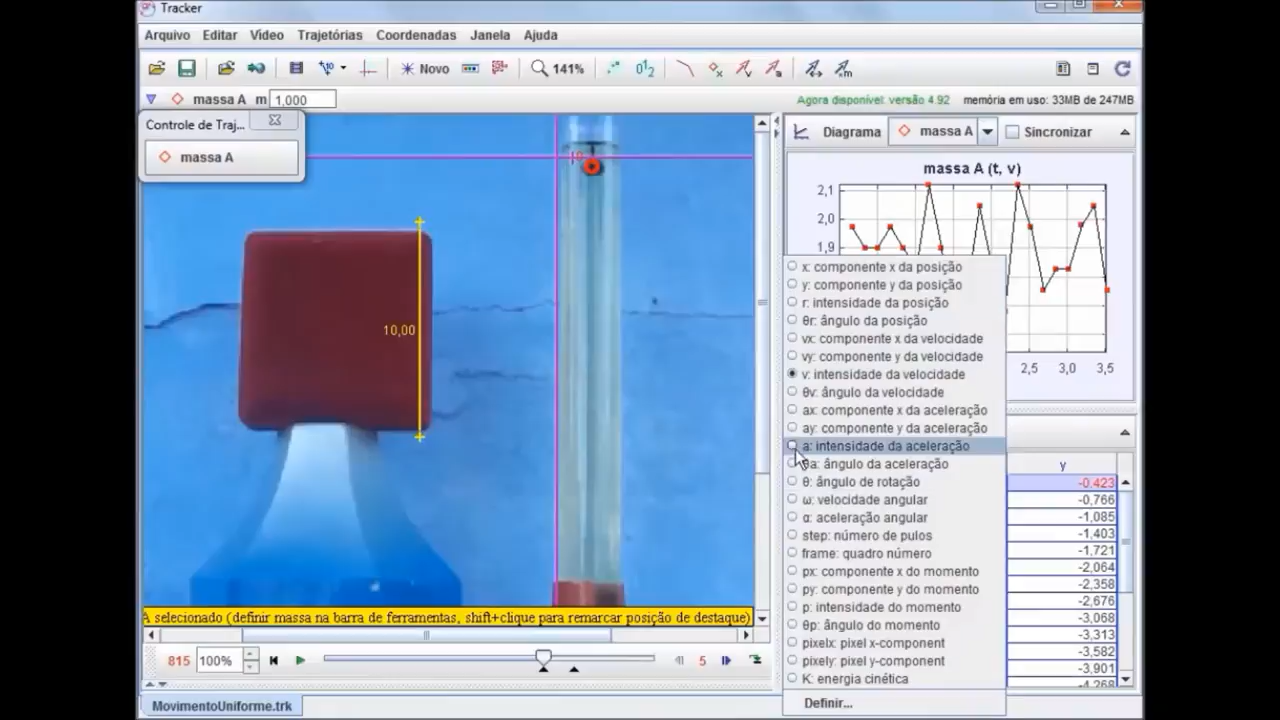 Tracker
Arquivo Editar Vídeo Trajetórias Coordenadas Janela Ajuda
Novo 141%
massa A m 1,000 Agora disponível: versão 4.92 memória em uso: 33MB de 247MB
Controle de Traj...
massa A
Diagrama massa A Sincronizar
massa A (t, v)
2,1
2,0
1,9
2,5 3,0 3,5
10,00
x: componente x da posição
y: componente y da posição
r: intensidade da posição
θr: ângulo da posição
vx: componente x da velocidade
vy: componente y da velocidade
v: intensidade da velocidade
θv: ângulo da velocidade
ax: componente x da aceleração
ay: componente y da aceleração
a: intensidade da aceleração
θa: ângulo da aceleração
θ: ângulo de rotação
ω: velocidade angular
α: aceleração angular
step: número de pulos
frame: quadro número
px: componente x do momento
py: componente y do momento
p: intensidade do momento
θp: ângulo do momento
pixelx: pixel x-component
pixely: pixel y-component
K: energia cinética
Definir...
y
-0,423
-0,766
-1,085
-1,403
-1,721
-2,064
-2,358
-2,676
-3,068
-3,313
-3,582
-3,901
-4,268
A selecionado (definir massa na barra de ferramentas, shift+clique para remarcar posição de destaque)
815 100% 5
MovimentoUniforme.trk